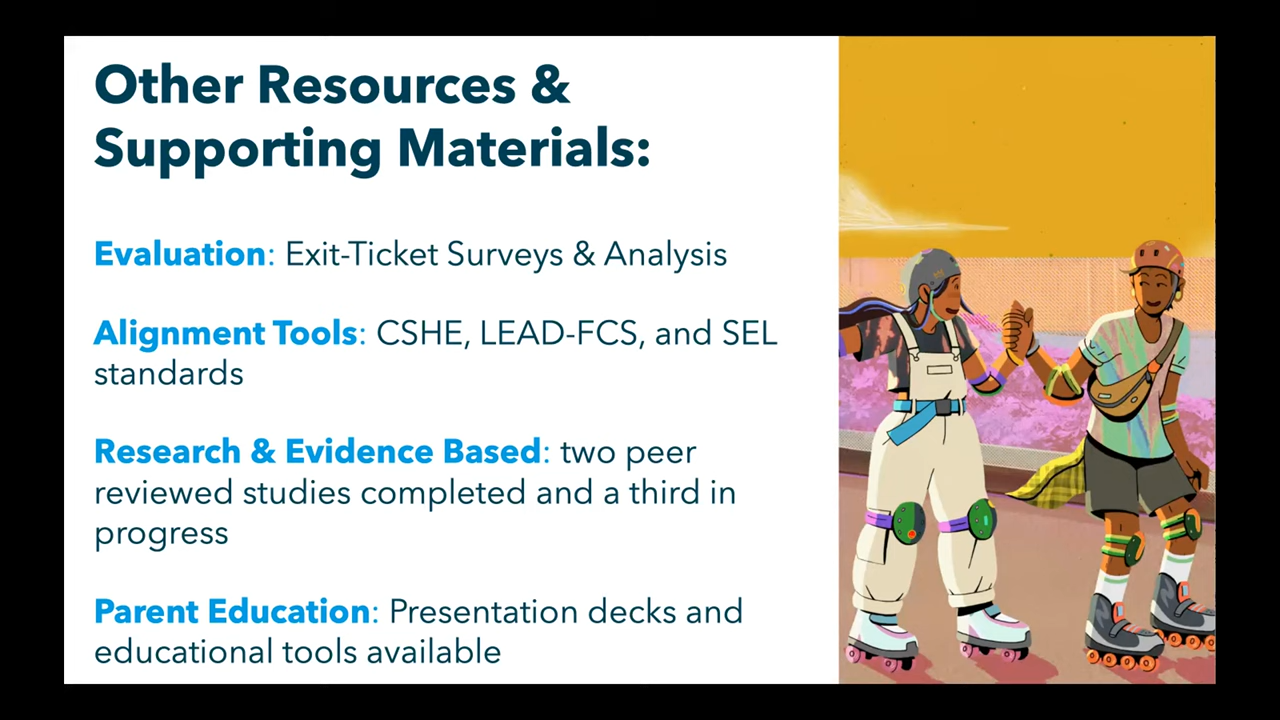 Other Resources &
Supporting Materials:
Evaluation: Exit-Ticket Surveys & Analysis
Alignment Tools: CSHE, LEAD-FCS, and SEL
standards
Research & Evidence Based: two peer
reviewed studies completed and a third in
progress
Parent Education: Presentation decks and
educational tools available